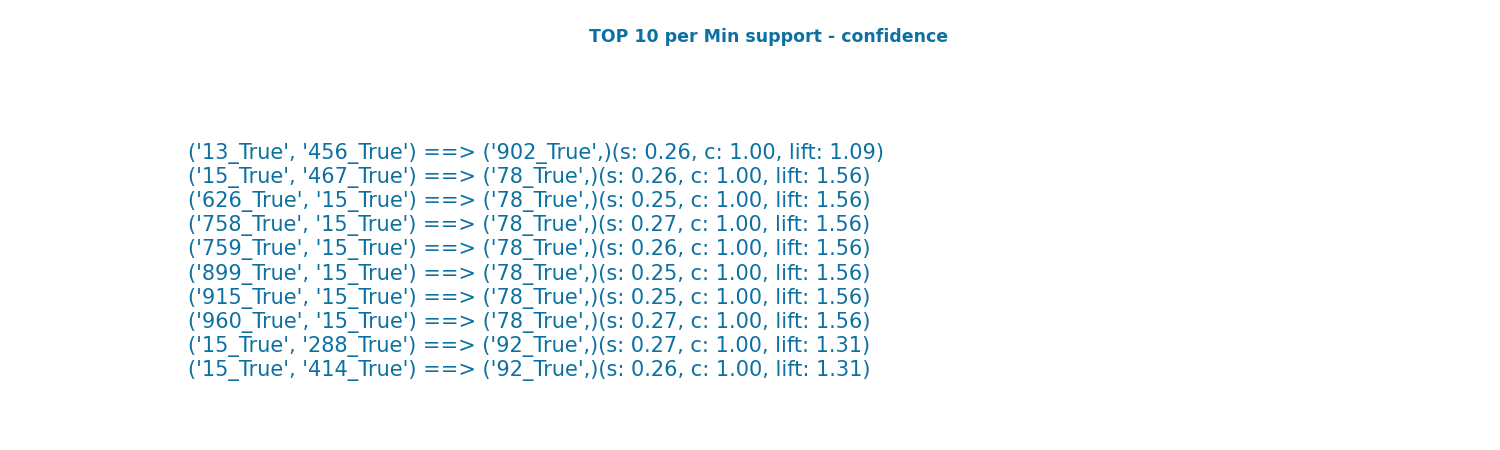 TOP 10 per Min support - confidence
('13_True', '456_True') ==> ('902_True',)(s: 0.26, c: 1.00, lift: 1.09)
('15_True', '467_True') ==> ('78_True',)(s: 0.26, c: 1.00, lift: 1.56)
('626_True', '15_True') ==> ('78_True',)(s: 0.25, c: 1.00, lift: 1.56)
('758_True', '15_True') ==> ('78_True',)(s: 0.27, c: 1.00, lift: 1.56)
('759_True', '15_True') ==> ('78_True',)(s: 0.26, c: 1.00, lift: 1.56)
('899_True', '15_True') ==> ('78_True',)(s: 0.25, c: 1.00, lift: 1.56)
('915_True', '15_True') ==> ('78_True',)(s: 0.25, c: 1.00, lift: 1.56)
('960_True', '15_True') ==> ('78_True',)(s: 0.27, c: 1.00, lift: 1.56)
('15_True', '288_True') ==> ('92_True',)(s: 0.27, c: 1.00, lift: 1.31)
('15_True', '414_True') ==> ('92_True',)(s: 0.26, c: 1.00, lift: 1.31)